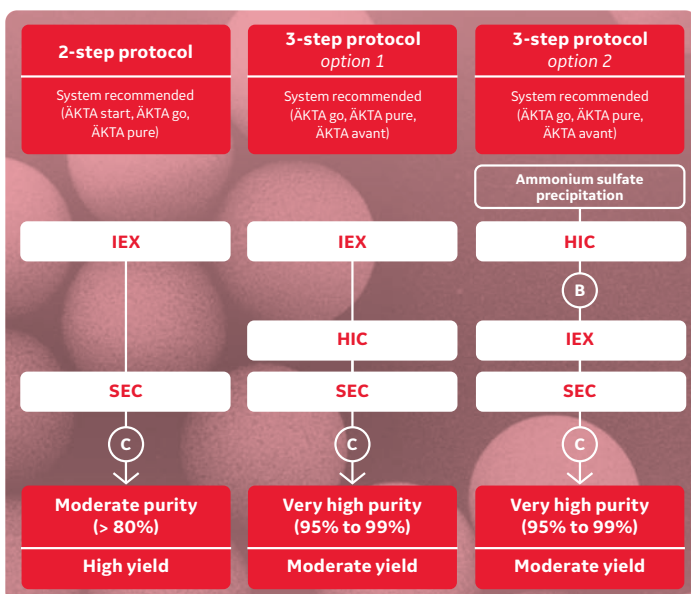 2-step protocol
System recommended
(ÄKTA start, ÄKTA go,
ÄKTA pure)
IEX
SEC
C
Moderate purity
(> 80%)
High yield
3-step protocol
option 1
System recommended
(ÄKTA go, ÄKTA pure,
ÄKTA avant)
IEX
HIC
SEC
C
Very high purity
(95% to 99%)
Moderate yield
3-step protocol
option 2
System recommended
(ÄKTA go, ÄKTA pure,
ÄKTA avant)
Ammonium sulfate
precipitation
HIC
B
IEX
SEC
C
Very high purity
(95% to 99%)
Moderate yield